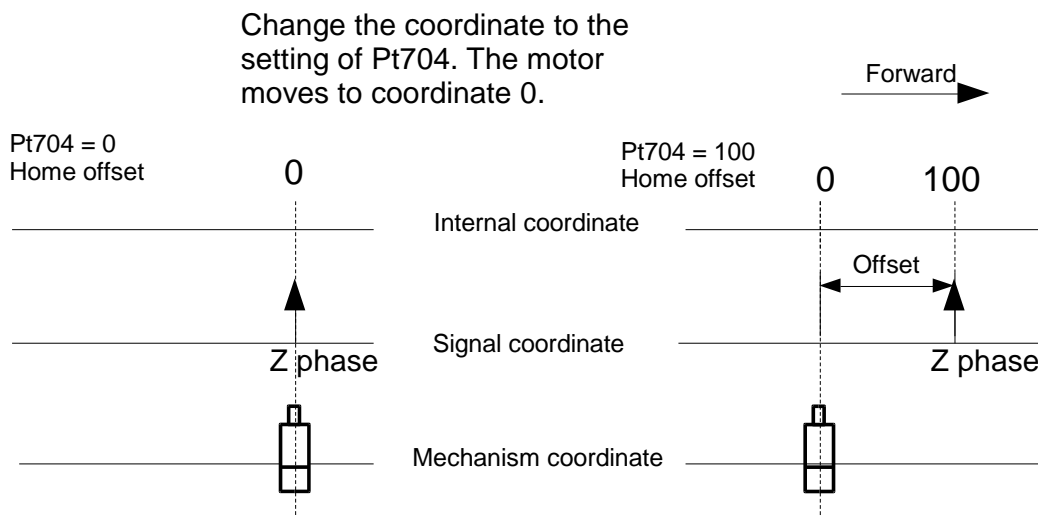 Change the coordinate to the
setting of Pt704. The motor
moves to coordinate 0.
Forward
Pt704 = 0
Home offset
0
Pt704 = 100
Home offset
0
100
Internal coordinate
Offset
Signal coordinate
Z phase
Z phase
Mechanism coordinate